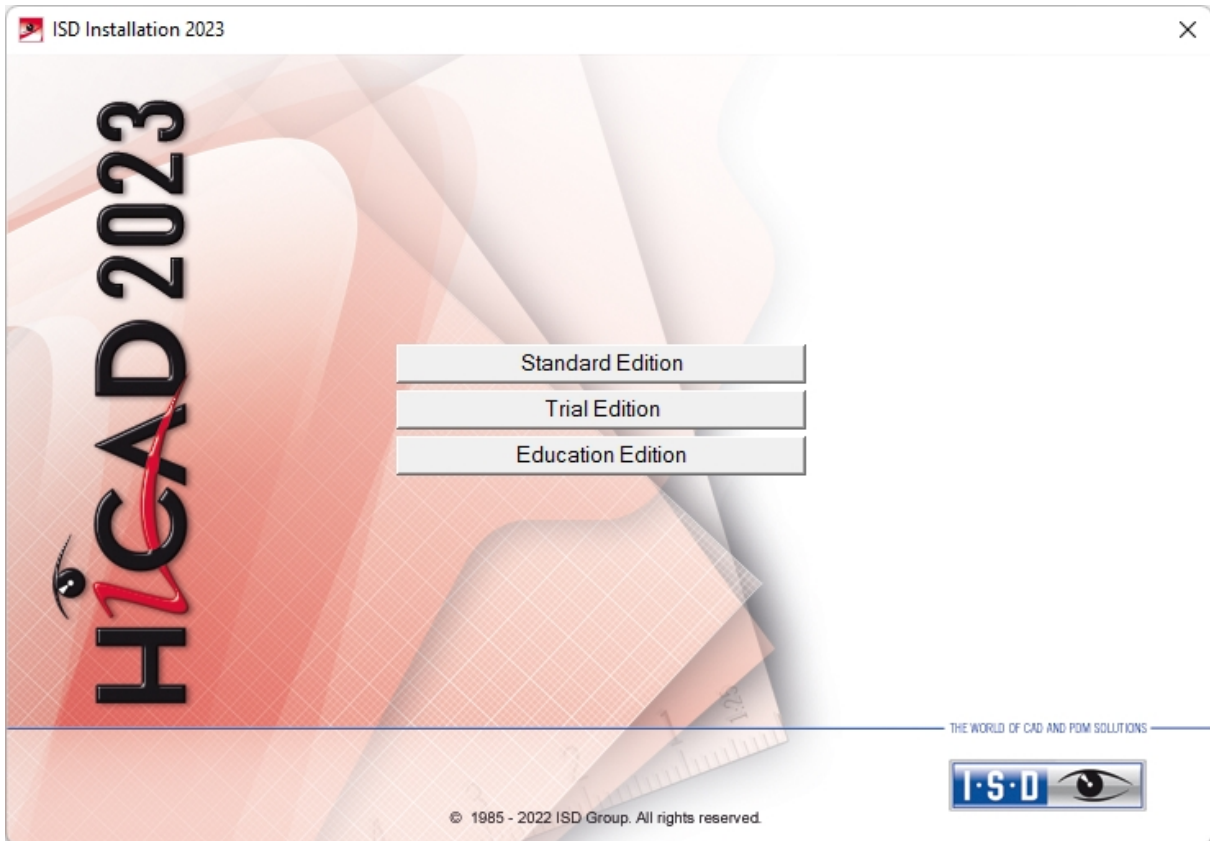 ISD Installation 2023
HiCAD 2023
Standard Edition
Trial Edition
Education Edition
1
THE WORLD OF CAD AND PDM SOLUTIONS
I·S·D
© 1985 - 2022 ISD Group. All rights reserved.